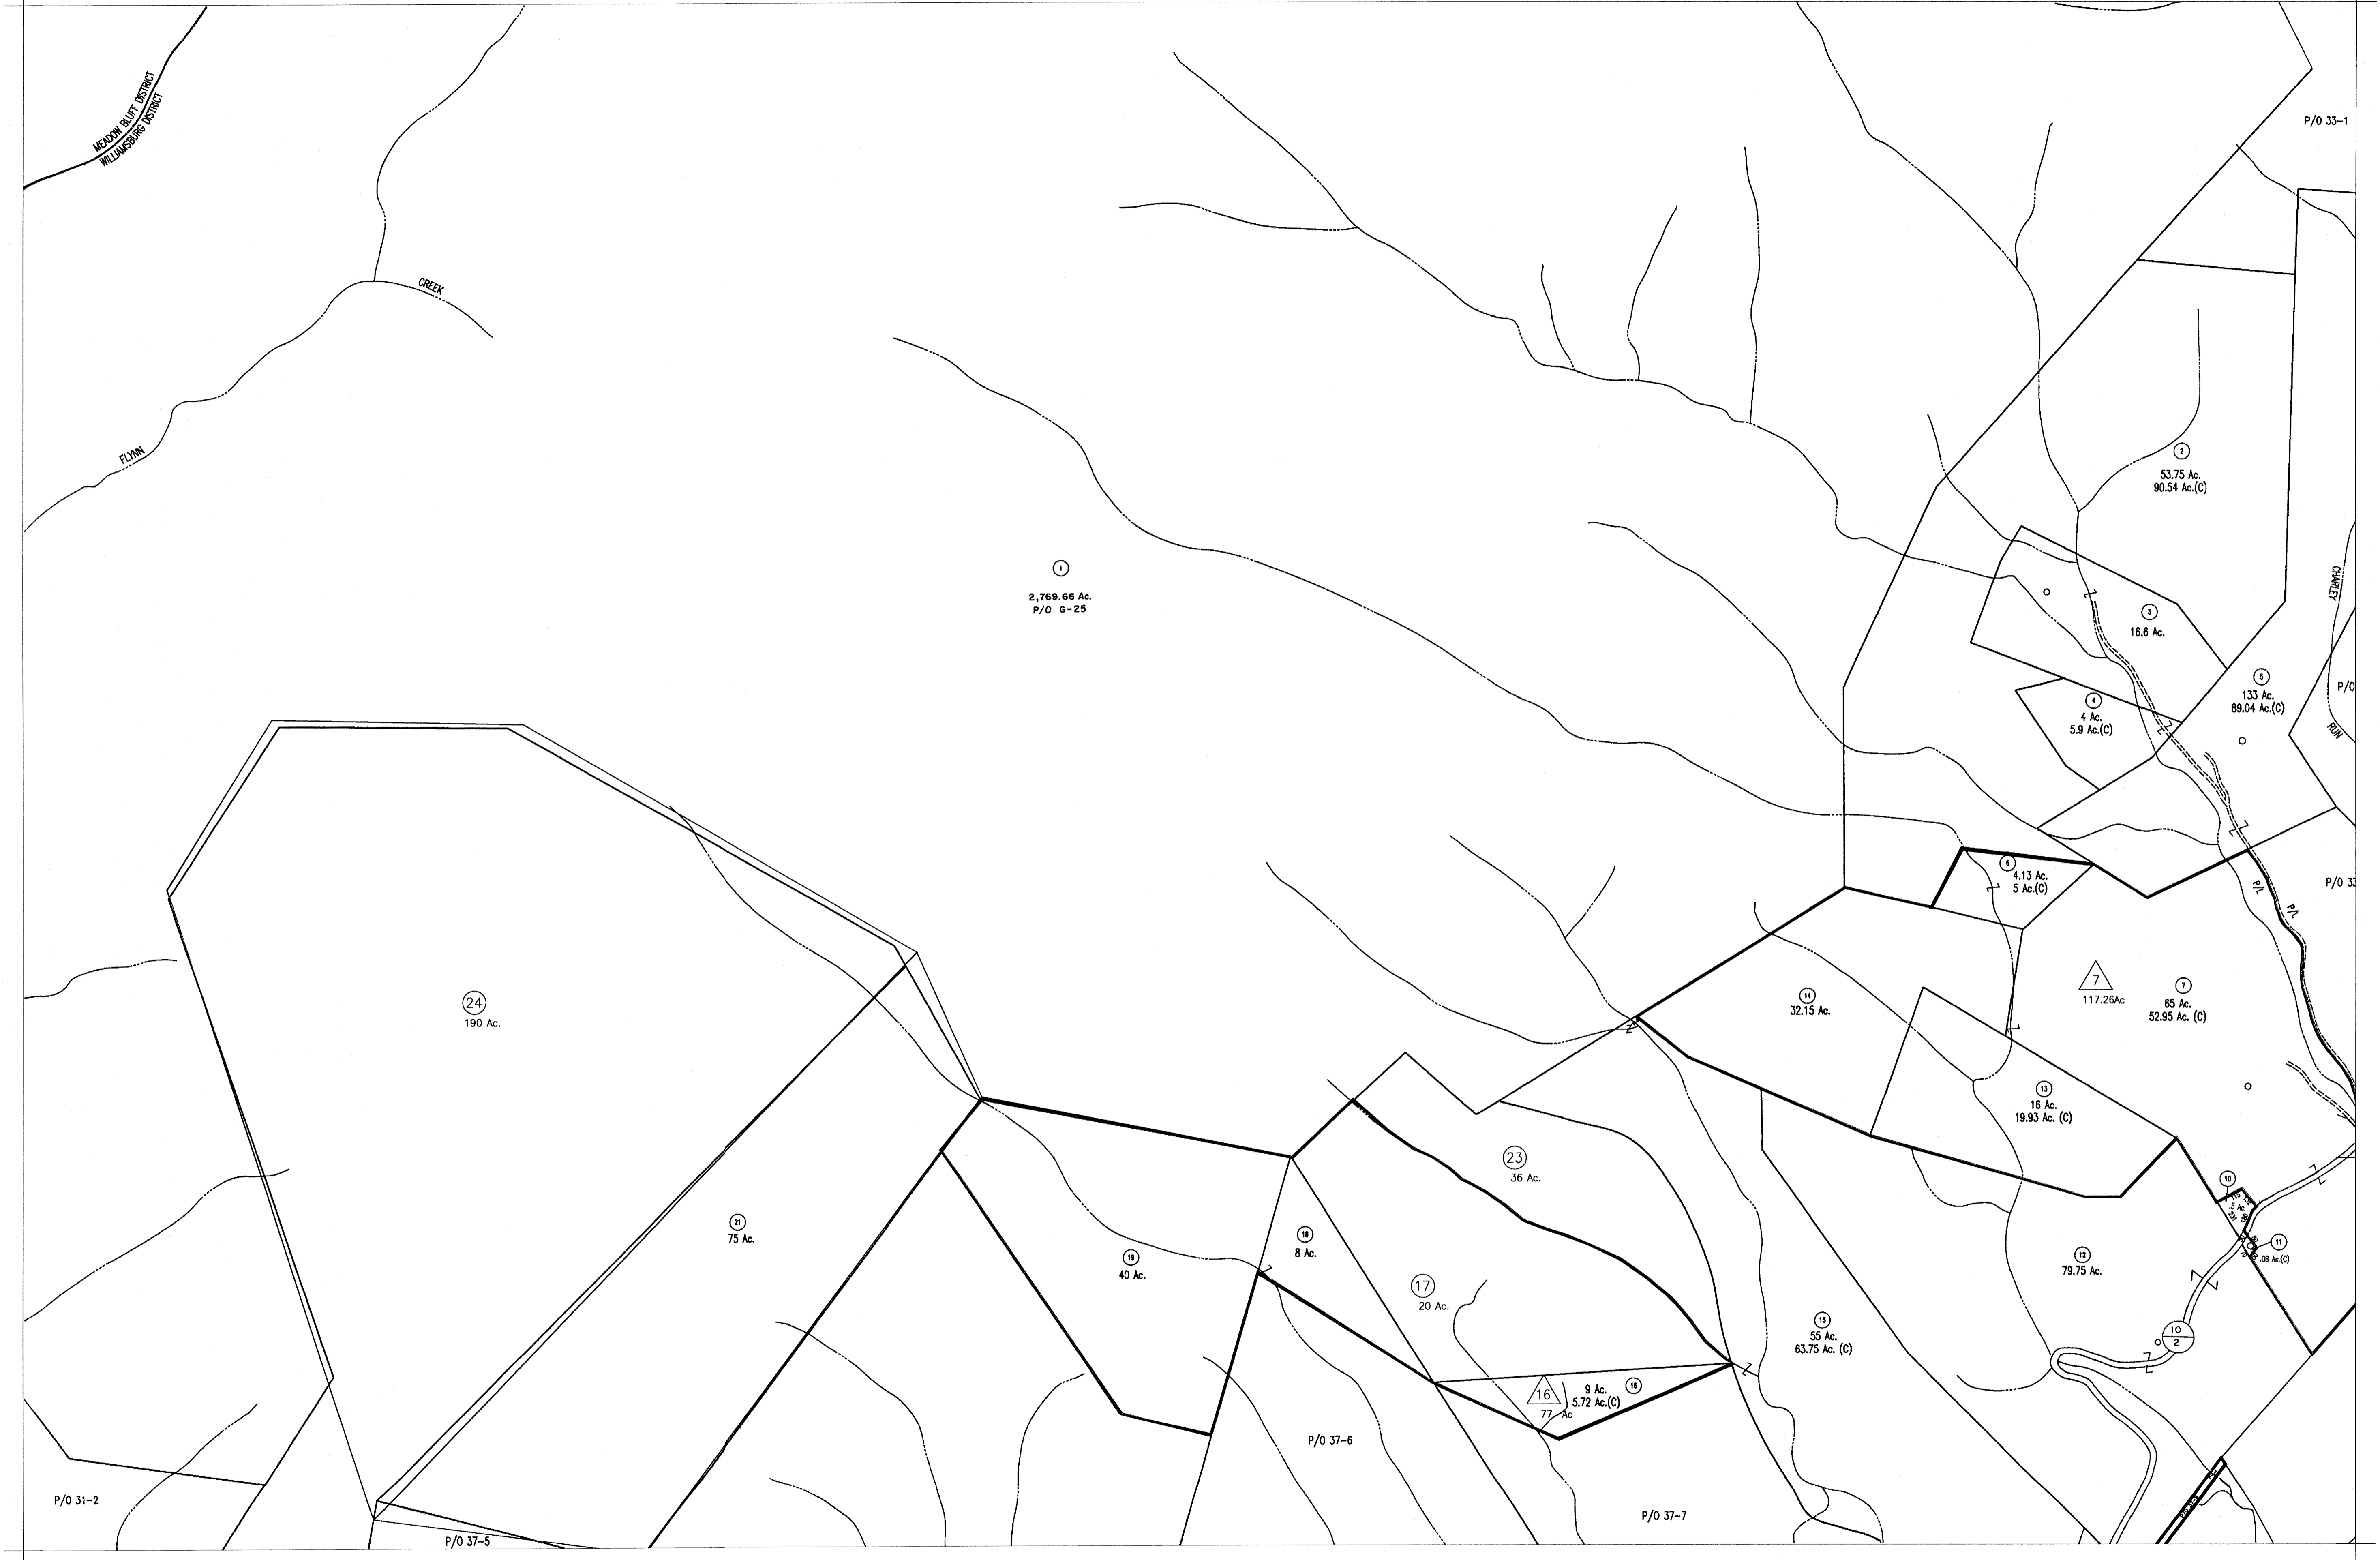 MEADOW BLUFF DISTRICT
WILLIAMSBURG DISTRICT
P/O 33-1
CREEK
FLYNN
2
53.75 Ac.
90.54 Ac.(C)
1
2,769.66 Ac.
P/O G-25
CHARLEY
RUN
3
16.6 Ac.
5
133 Ac.
89.04 Ac.(C)
P/O
4
4 Ac.
5.9 Ac.(C)
6
4.13 Ac.
5 Ac.(C)
P/O 33
P/L
P/L
24
190 Ac.
14
32.15 Ac.
7
117.26Ac
7
65 Ac.
52.95 Ac. (C)
13
16 Ac.
19.93 Ac. (C)
23
36 Ac.
10
.5 Ac.
231
11
.08 Ac.(C)
21
75 Ac.
19
40 Ac.
18
8 Ac.
12
79.75 Ac.
17
20 Ac.
15
55 Ac.
63.75 Ac. (C)
10
2
16
77 Ac
9 Ac.
5.72 Ac.(C)
16
P/O 37-6
P/O 31-2
P/O 37-7
P/O 37-5